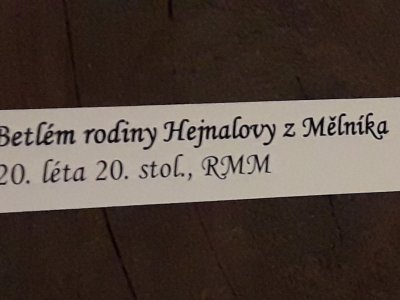 Betlém rodiny Hejnalovy z Mělníka
20. léta 20. stol., RMM